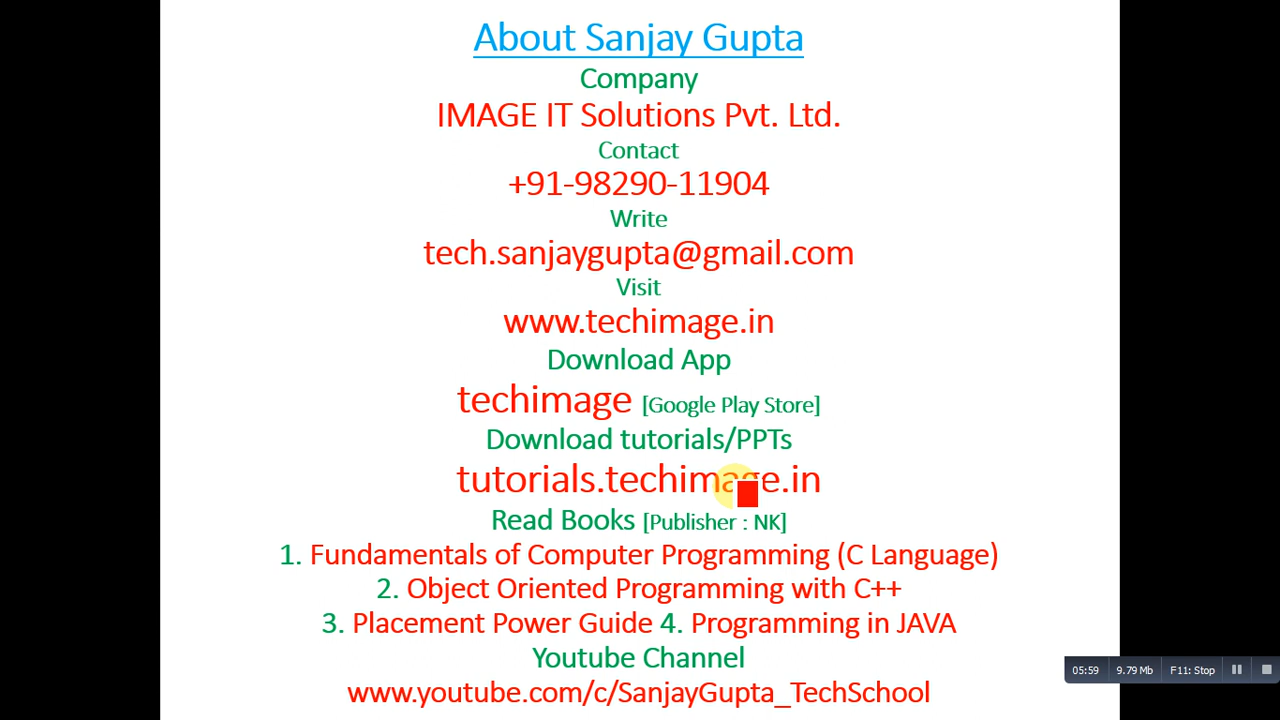 About Sanjay Gupta
Company
IMAGE IT Solutions Pvt. Ltd.
Contact
+91-98290-11904
Write
tech.sanjaygupta@gmail.com
Visit
www.techimage.in
Download App
techimage [Google Play Store]
Download tutorials/PPTs
tutorials.techimage.in
Read Books [Publisher : NK]
1. Fundamentals of Computer Programming (C Language)
2. Object Oriented Programming with C++
3. Placement Power Guide 4. Programming in JAVA
Youtube Channel
www.youtube.com/c/SanjayGupta_TechSchool
05:59 9.79 Mb F11: Stop